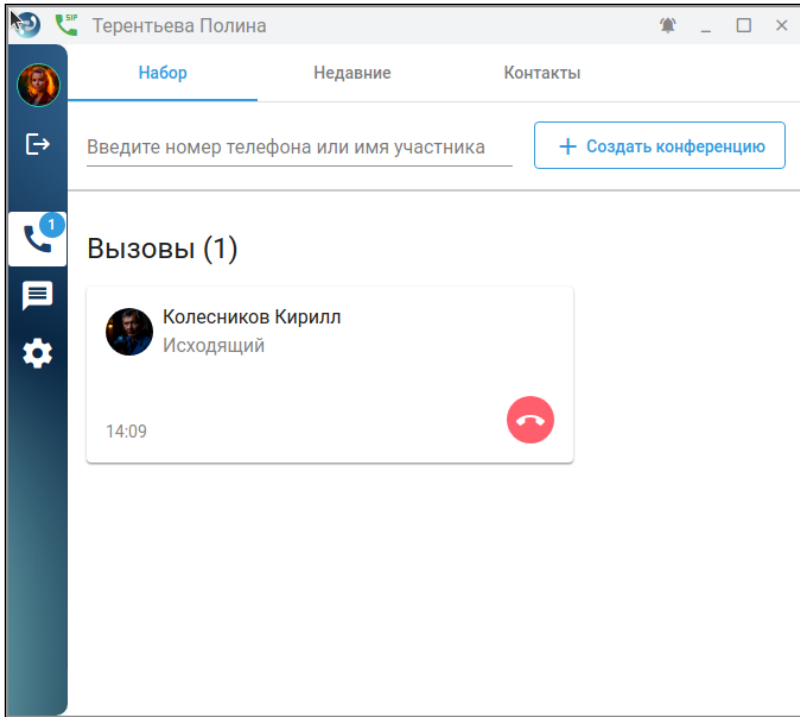 SIP
Терентьева Полина
Набор
Недавние
Контакты
Введите номер телефона или имя участника
+ Создать конференцию
1
Вызовы (1)
Колесников Кирилл
Исходящий
14:09